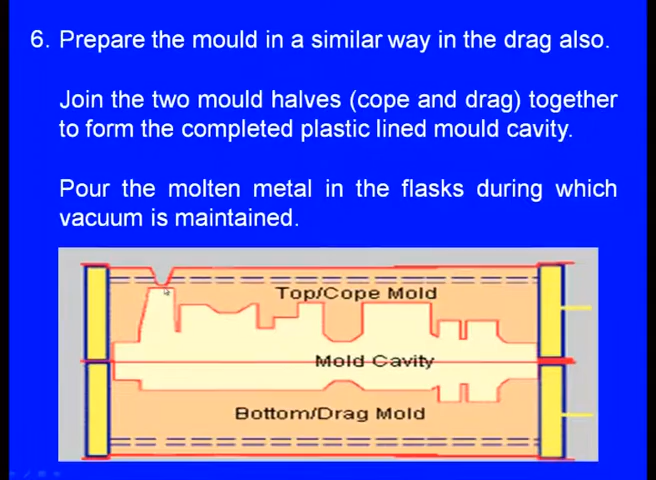 6. Prepare the mould in a similar way in the drag also.
Join the two mould halves (cope and drag) together
to form the completed plastic lined mould cavity.
Pour the molten metal in the flasks during which
vacuum is maintained.
Top/Cope Mold
Mold Cavity
Bottom/Drag Mold